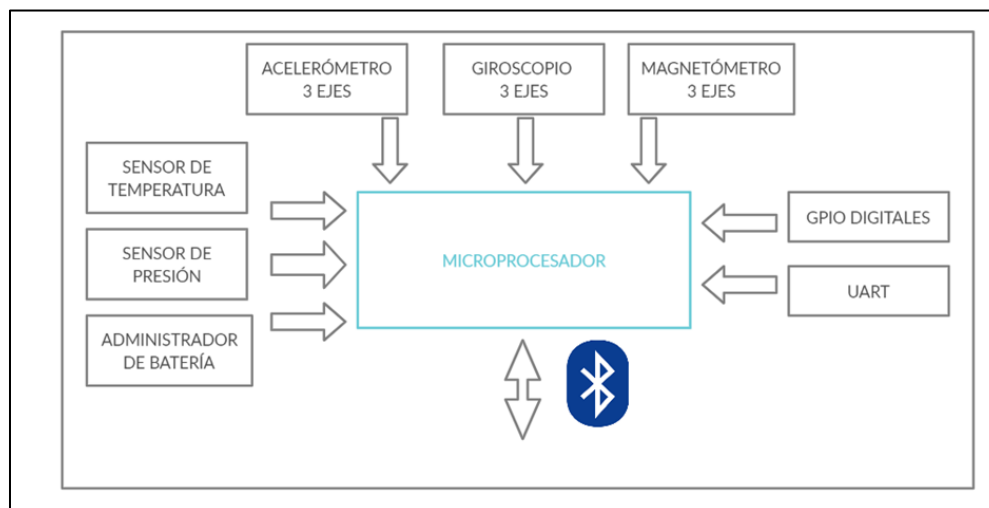 ACELERÓMETRO
3 EJES
GIROSCOPIO
3 EJES
MAGNETÓMETRO
3 EJES
SENSOR DE
TEMPERATURA
SENSOR DE
PRESIÓN
ADMINISTRADOR
DE BATERÍA
MICROPROCESADOR
GPIO DIGITALES
UART